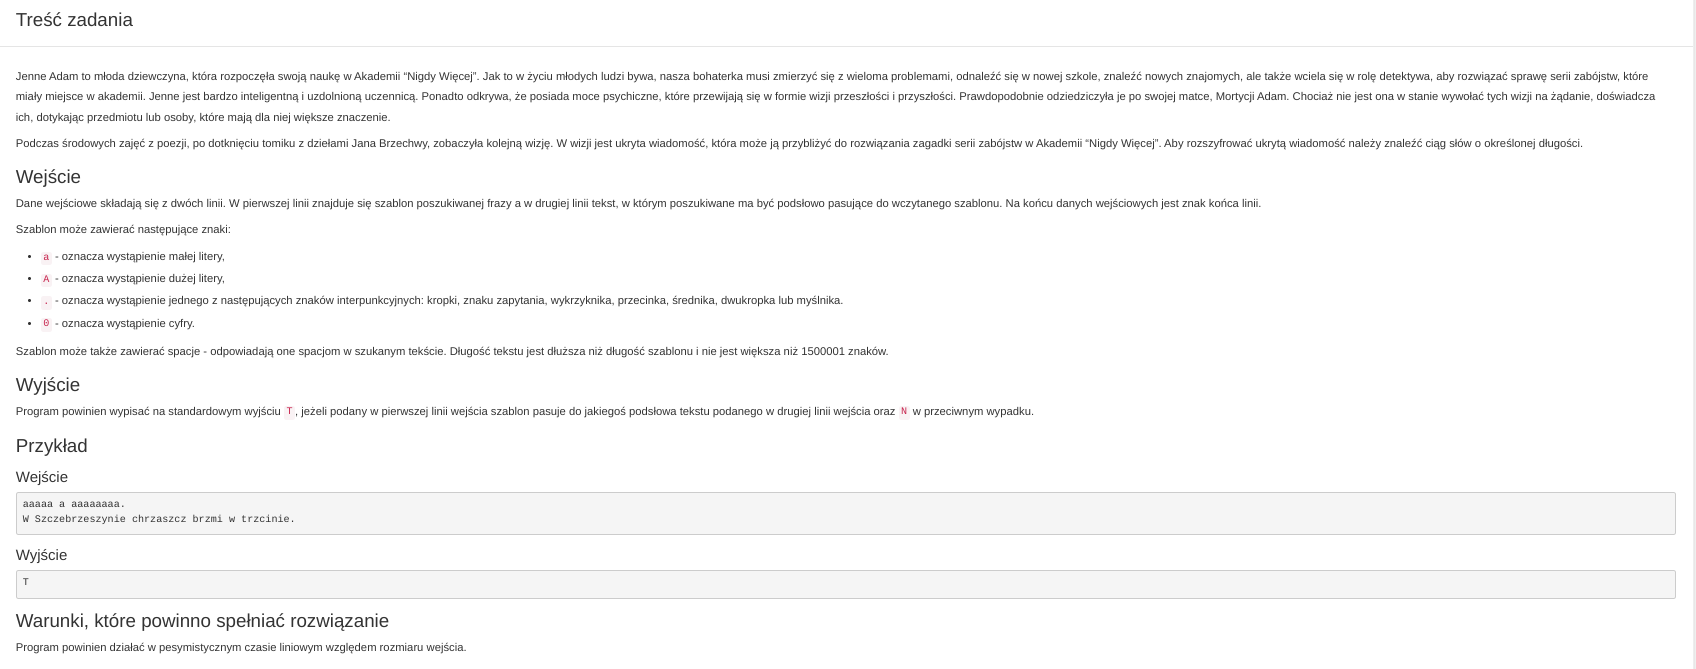 Treść zadania
Jenne Adam to młoda dziewczyna, która rozpoczęła swoją naukę w Akademii “Nigdy Więcej”. Jak to w życiu młodych ludzi bywa, nasza bohaterka musi zmierzyć się z wieloma problemami, odnaleźć się w nowej szkole, znaleźć nowych znajomych, ale także wciela się w rolę detektywa, aby rozwiązać sprawę serii zabójstw, które
miały miejsce w akademii. Jenne jest bardzo inteligentną i uzdolnioną uczennicą. Ponadto odkrywa, że posiada moce psychiczne, które przewijają się w formie wizji przeszłości i przyszłości. Prawdopodobnie odziedziczyła je po swojej matce, Mortycji Adam. Chociaż nie jest ona w stanie wywołać tych wizji na żądanie, doświadcza
ich, dotykając przedmiotu lub osoby, które mają dla niej większe znaczenie.
Podczas środowych zajęć z poezji, po dotknięciu tomiku z dziełami Jana Brzechwy, zobaczyła kolejną wizję. W wizji jest ukryta wiadomość, która może ją przybliżyć do rozwiązania zagadki serii zabójstw w Akademii “Nigdy Więcej”. Aby rozszyfrować ukrytą wiadomość należy znaleźć ciąg słów o określonej długości.
Wejście
Dane wejściowe składają się z dwóch linii. W pierwszej linii znajduje się szablon poszukiwanej frazy a w drugiej linii tekst, w którym poszukiwane ma być podsłowo pasujące do wczytanego szablonu. Na końcu danych wejściowych jest znak końca linii.
Szablon może zawierać następujące znaki:
• a - oznacza wystąpienie małej litery,
• A - oznacza wystąpienie dużej litery,
• . - oznacza wystąpienie jednego z następujących znaków interpunkcyjnych: kropki, znaku zapytania, wykrzyknika, przecinka, średnika, dwukropka lub myślnika.
• 0 - oznacza wystąpienie cyfry.
Szablon może także zawierać spacje - odpowiadają one spacjom w szukanym tekście. Długość tekstu jest dłuższa niż długość szablonu i nie jest większa niż 1500001 znaków.
Wyjście
Program powinien wypisać na standardowym wyjściu T, jeżeli podany w pierwszej linii wejścia szablon pasuje do jakiegoś podsłowa tekstu podanego w drugiej linii wejścia oraz N w przeciwnym wypadku.
Przykład
Wejście
aaaaa a aaaaaaaa.
W Szczebrzeszynie chrzaszcz brzmi w trzcinie.
Wyjście
T
Warunki, które powinno spełniać rozwiązanie
Program powinien działać w pesymistycznym czasie liniowym względem rozmiaru wejścia.